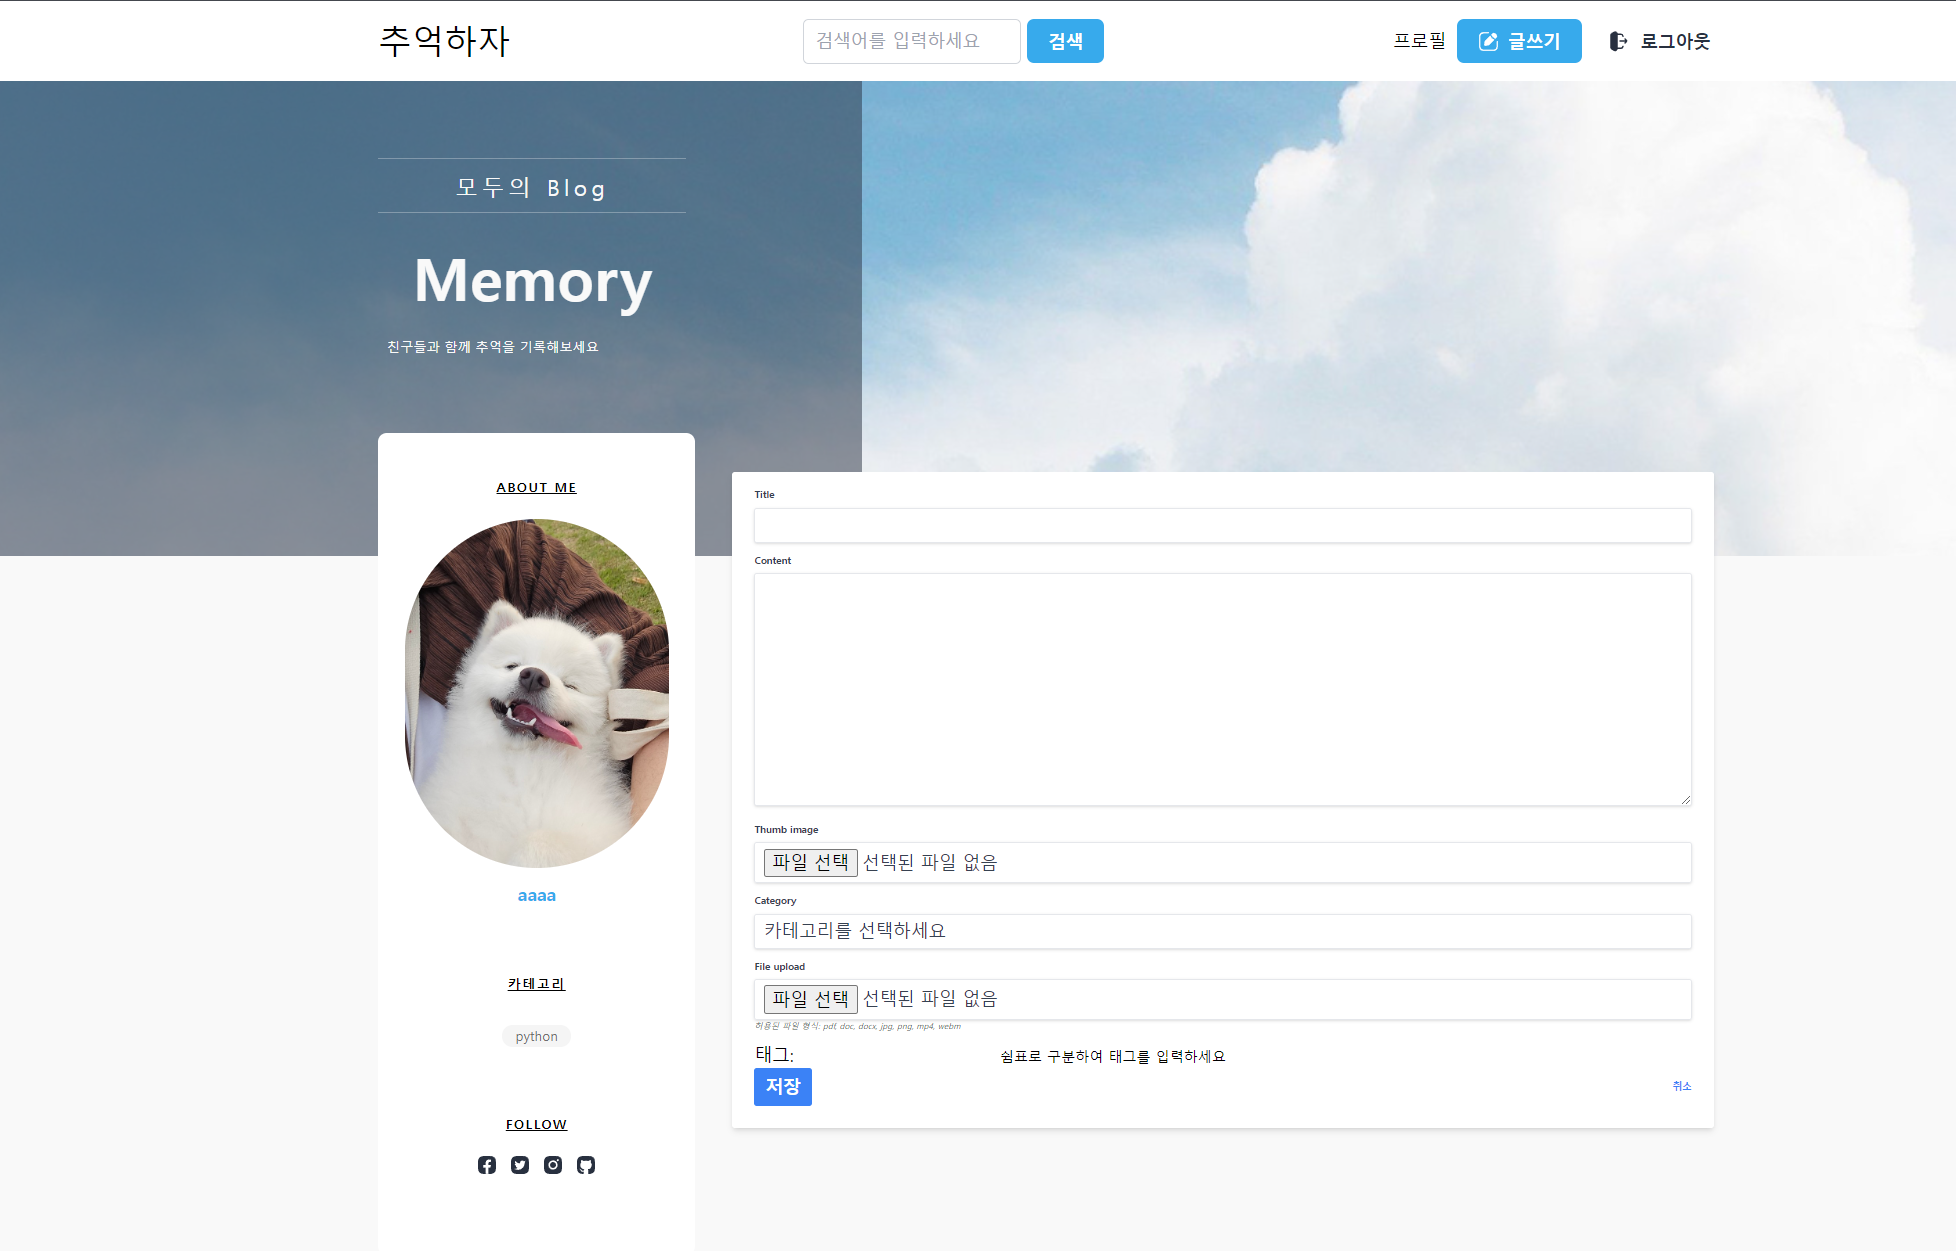 추억하자
검색어를 입력하세요
검색
프로필
글쓰기
로그아웃
모두의 Blog
Memory
친구들과 함께 추억을 기록해보세요
ABOUT ME
aaaa
카테고리
python
FOLLOW
Title
Content
Thumb image
파일 선택 선택된 파일 없음
Category
카테고리를 선택하세요
File upload
파일 선택 선택된 파일 없음
허용된 파일 형식: pdf, doc, docx, jpg, png, mp4, webm
태그: 쉼표로 구분하여 태그를 입력하세요
저장
취소